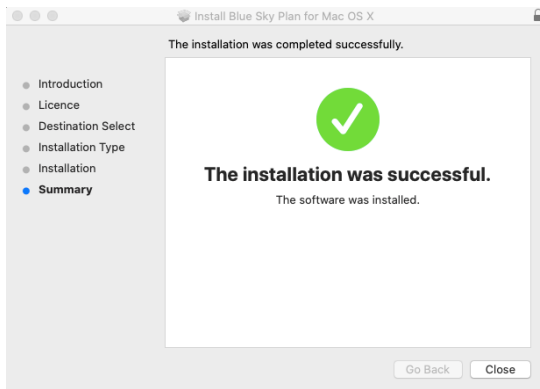 Install Blue Sky Plan for Mac OS X
The installation was completed successfully.
Introduction
Licence
Destination Select
Installation Type
Installation
Summary
The installation was successful.
The software was installed.
Go Back
Close